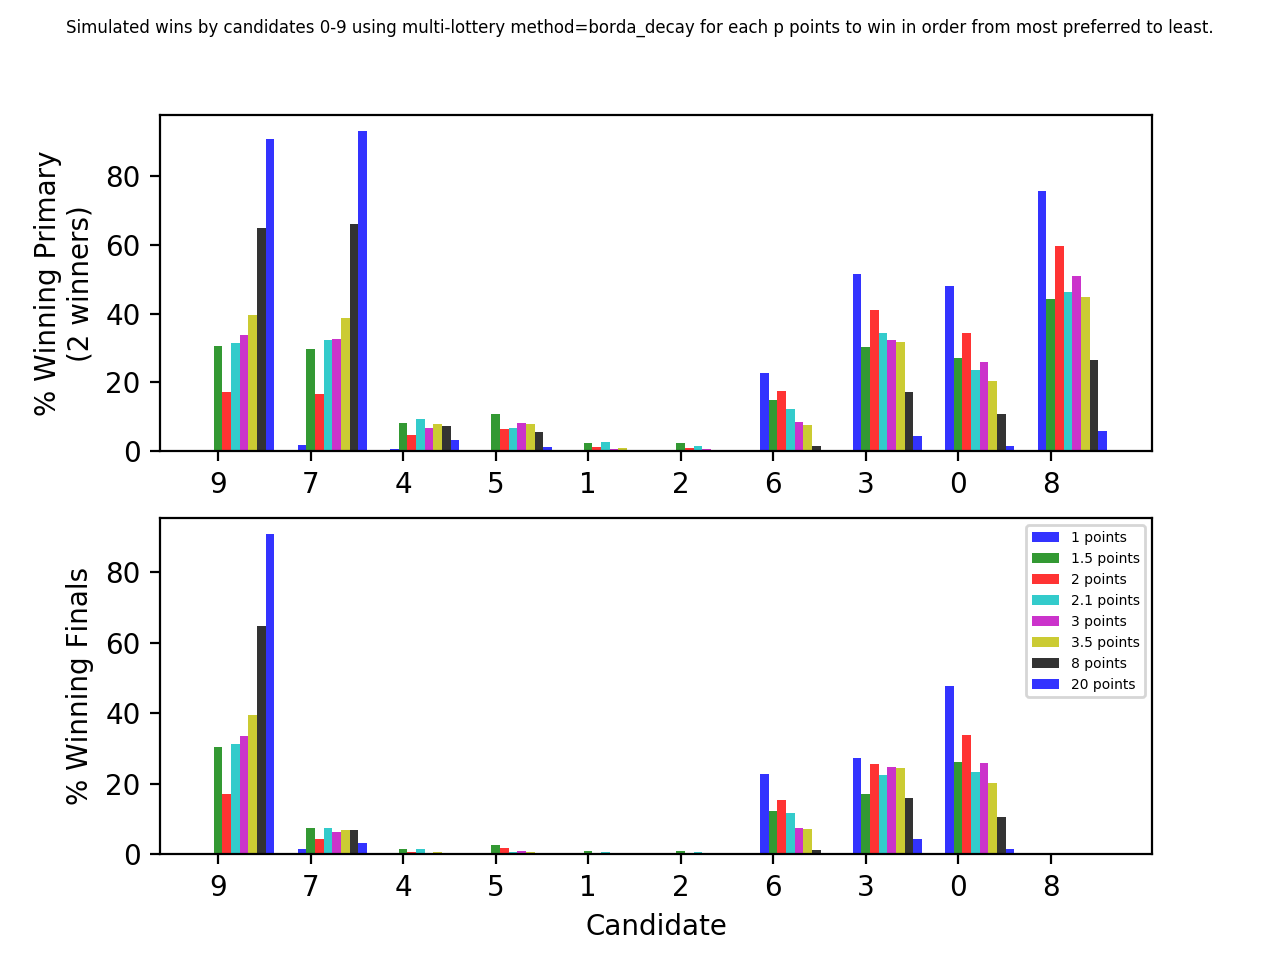 Simulated wins by candidates 0-9 using multi-lottery method=borda_decay for each p points to win in order from most preferred to least.
% Winning Primary
(2 winners)
80
60
40
20
0
9 7 4 5 1 2 6 3 0 8
% Winning Finals
80
60
40
20
0
1 points
1.5 points
2 points
2.1 points
3 points
3.5 points
8 points
20 points
9 7 4 5 1 2 6 3 0 8
Candidate